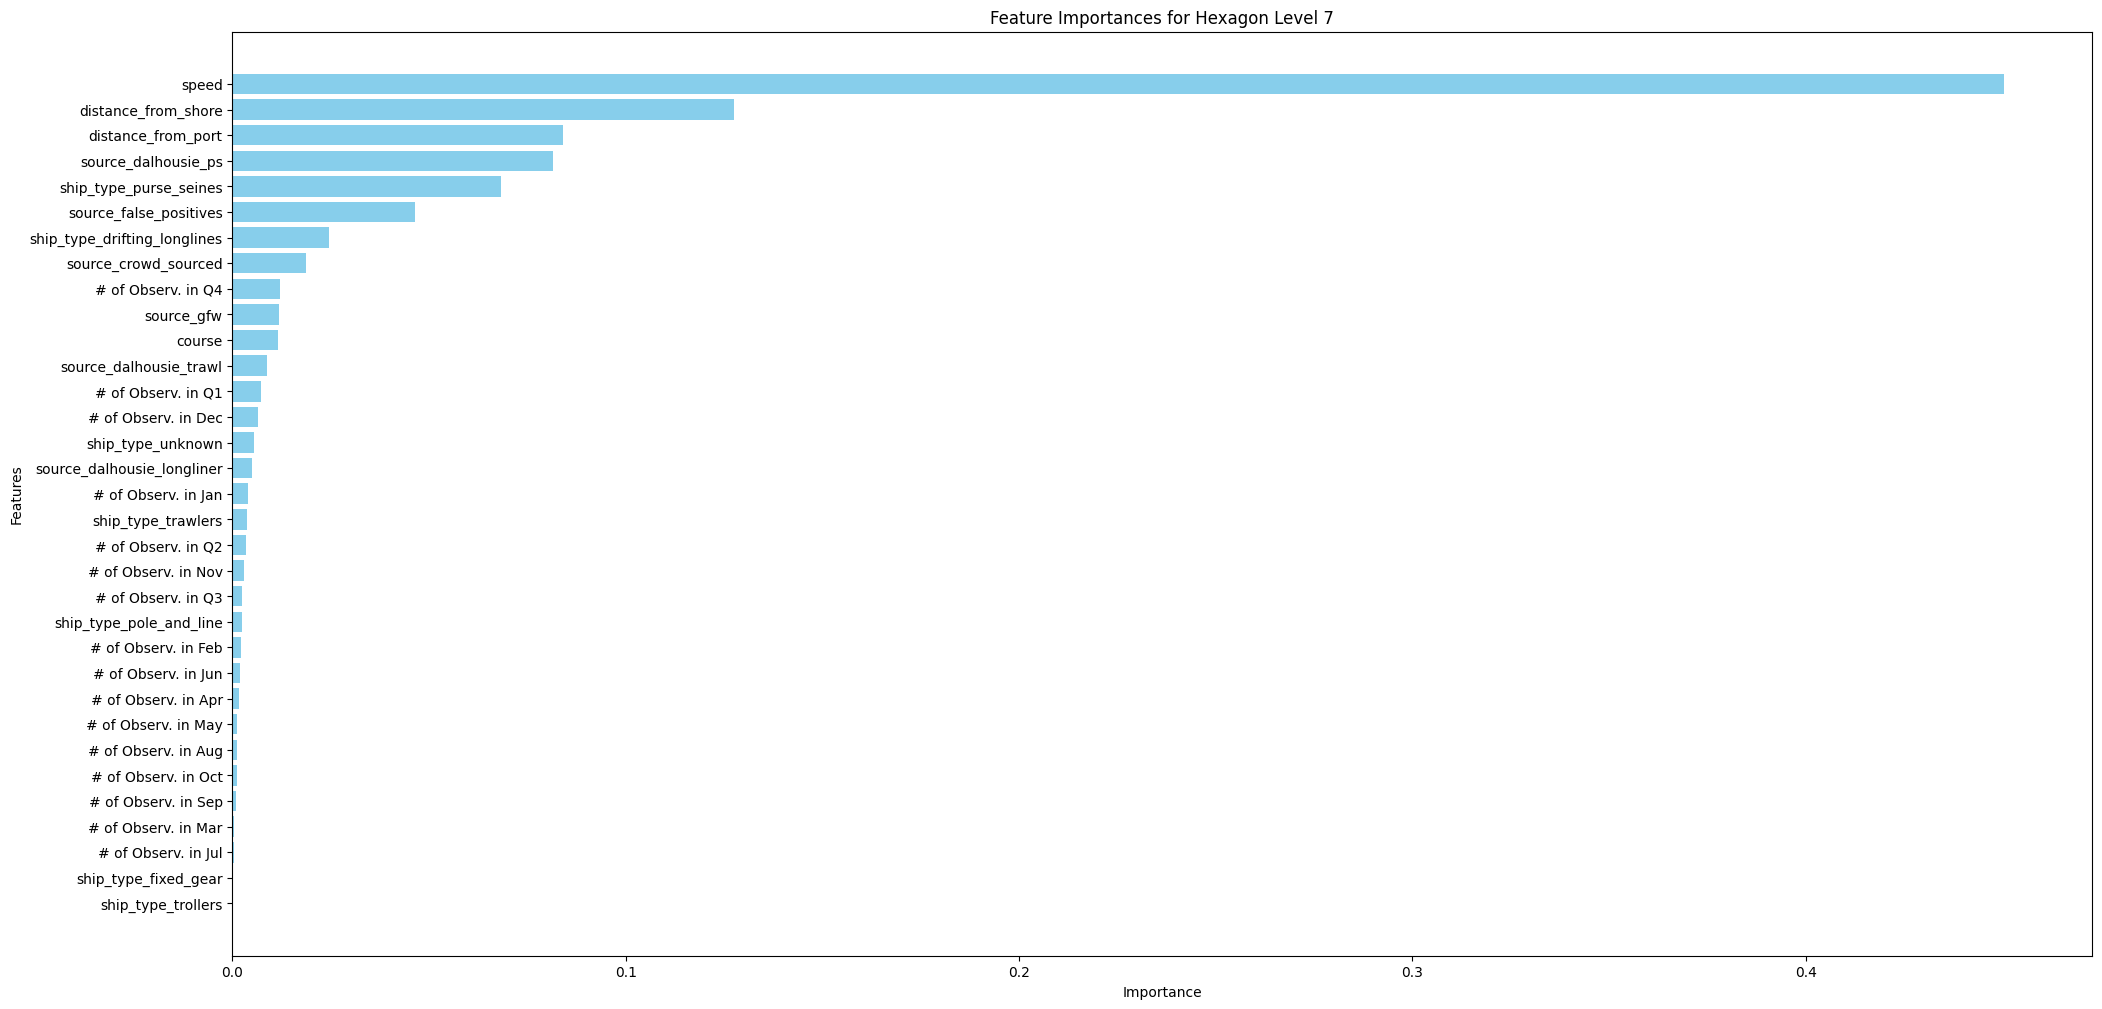 Feature Importances for Hexagon Level 7
Features
speed
distance_from_shore
distance_from_port
source_dalhousie_ps
ship_type_purse_seines
source_false_positives
ship_type_drifting_longlines
source_crowd_sourced
# of Observ. in Q4
source_gfw
course
source_dalhousie_trawl
# of Observ. in Q1
# of Observ. in Dec
ship_type_unknown
source_dalhousie_longliner
# of Observ. in Jan
ship_type_trawlers
# of Observ. in Q2
# of Observ. in Nov
# of Observ. in Q3
ship_type_pole_and_line
# of Observ. in Feb
# of Observ. in Jun
# of Observ. in Apr
# of Observ. in May
# of Observ. in Aug
# of Observ. in Oct
# of Observ. in Sep
# of Observ. in Mar
# of Observ. in Jul
ship_type_fixed_gear
ship_type_trollers
0.0 0.1 0.2 0.3 0.4
Importance